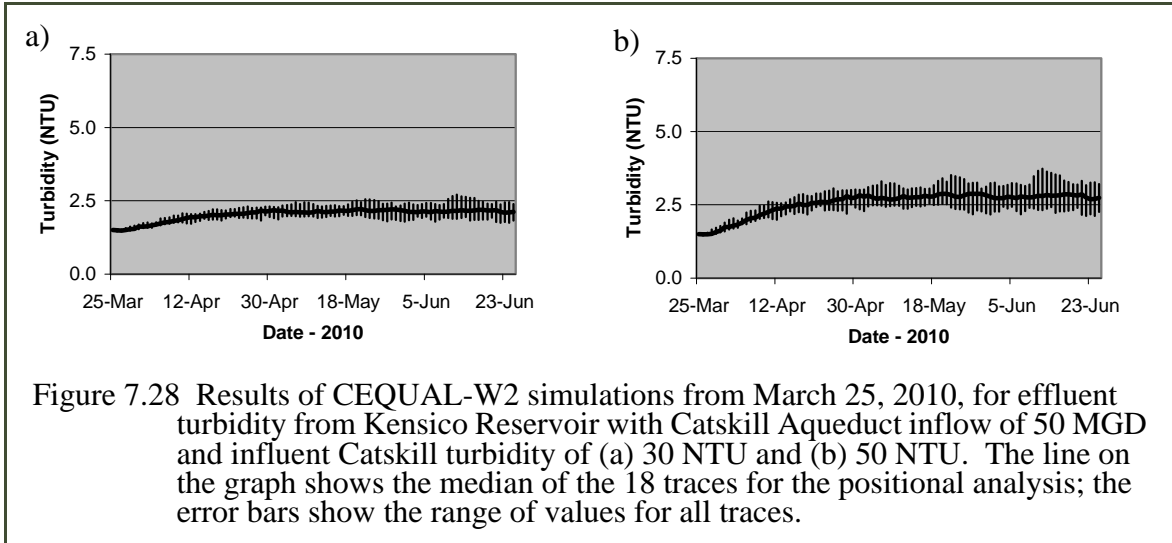 a)
7.5
5.0
2.5
0.0
Turbidity (NTU)
25-Mar 12-Apr 30-Apr 18-May 5-Jun 23-Jun
Date - 2010
b)
7.5
5.0
2.5
0.0
Turbidity (NTU)
25-Mar 12-Apr 30-Apr 18-May 5-Jun 23-Jun
Date - 2010
Figure 7.28 Results of CEQUAL-W2 simulations from March 25, 2010, for effluent
turbidity from Kensico Reservoir with Catskill Aqueduct inflow of 50 MGD
and influent Catskill turbidity of (a) 30 NTU and (b) 50 NTU. The line on
the graph shows the median of the 18 traces for the positional analysis; the
error bars show the range of values for all traces.